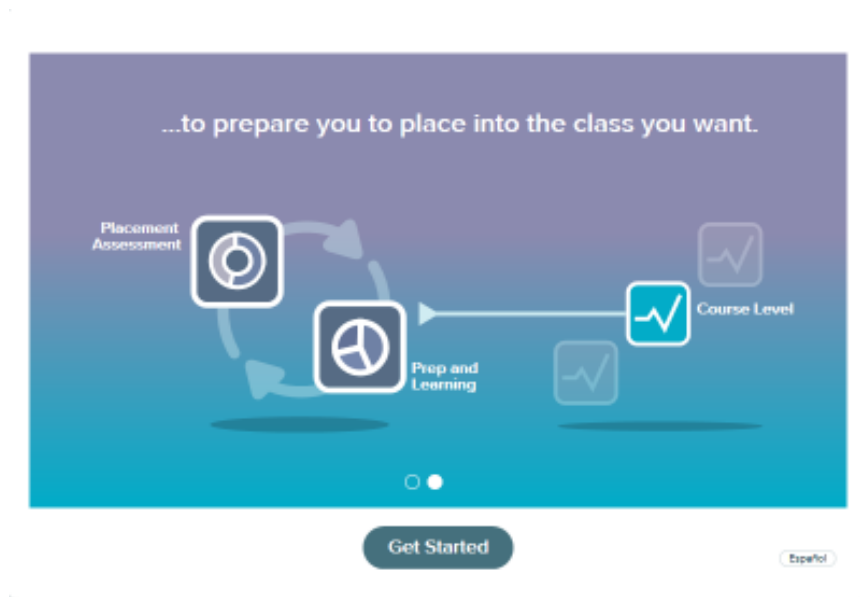 ...to prepare you to place into the class you want.
Placement
Assessment
Prep and
Learning
Course Level
Get Started
Español